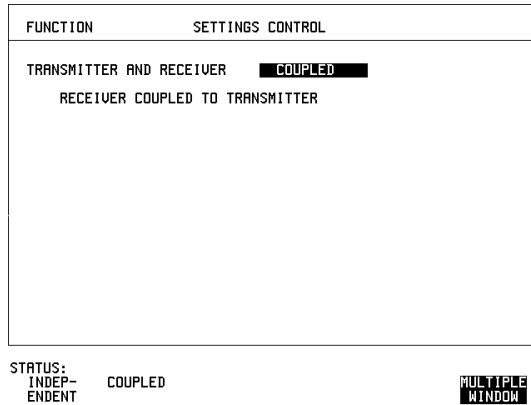 FUNCTION SETTINGS CONTROL
TRANSMITTER AND RECEIVER COUPLED
RECEIVER COUPLED TO TRANSMITTER
STATUS:
INDEP- COUPLED MULTIPLE
ENDENT WINDOW